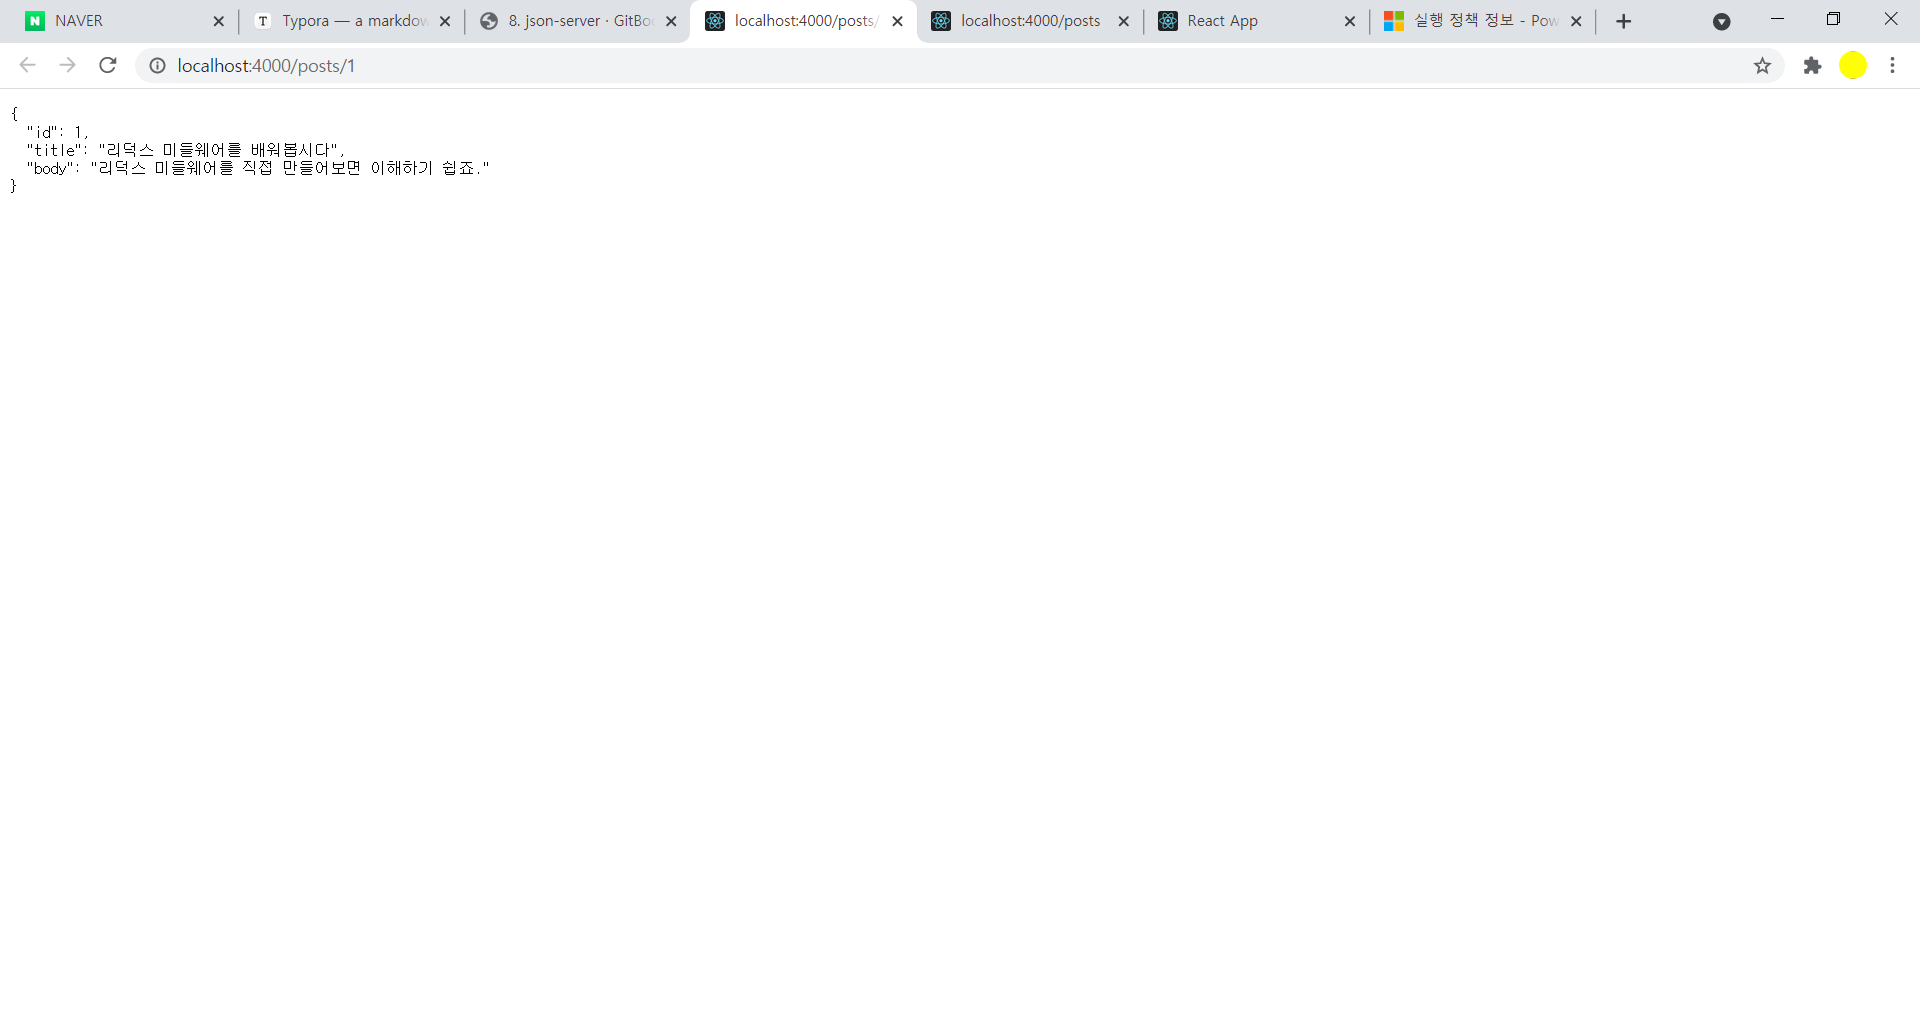 NAVER
Typora — a markdow
8. json-server · GitBoo
localhost:4000/posts/
localhost:4000/posts
React App
실행 정책 정보 - Pow
localhost:4000/posts/1
{
"id": 1,
"title": "리덕스 미들웨어를 배워봅시다",
"body": "리덕스 미들웨어를 직접 만들어보면 이해하기 쉽죠."
}